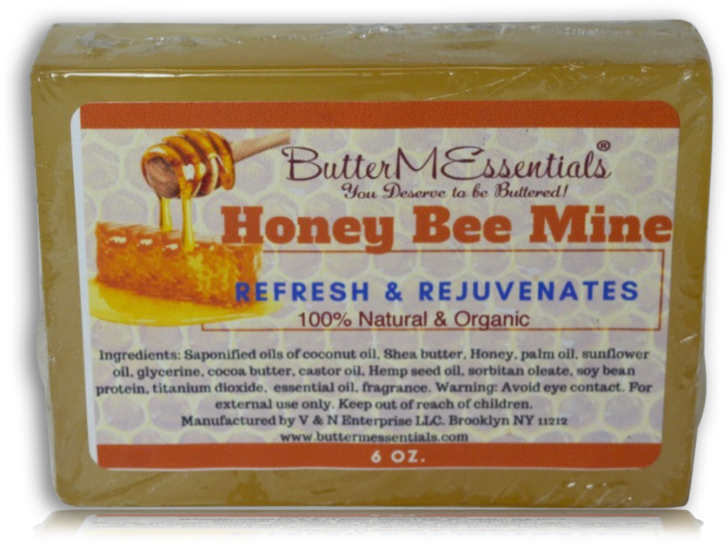 ButterMEssentials®
You Deserve to be Buttered!
Honey Bee Mine
REFRESH & REJUVENATES
100% Natural & Organic
Ingredients: Saponified oils of coconut oil, Shea butter, Honey, palm oil, sunflower
oil, glycerine, cocoa butter, castor oil, Hemp seed oil, sorbitan oleate, soy bean
protein, titanium dioxide, essential oil, fragrance. Warning: Avoid eye contact. For
external use only. Keep out of reach of children.
Manufactured by V & N Enterprise LLC. Brooklyn NY 11212
www.buttermessentials.com
6 OZ.